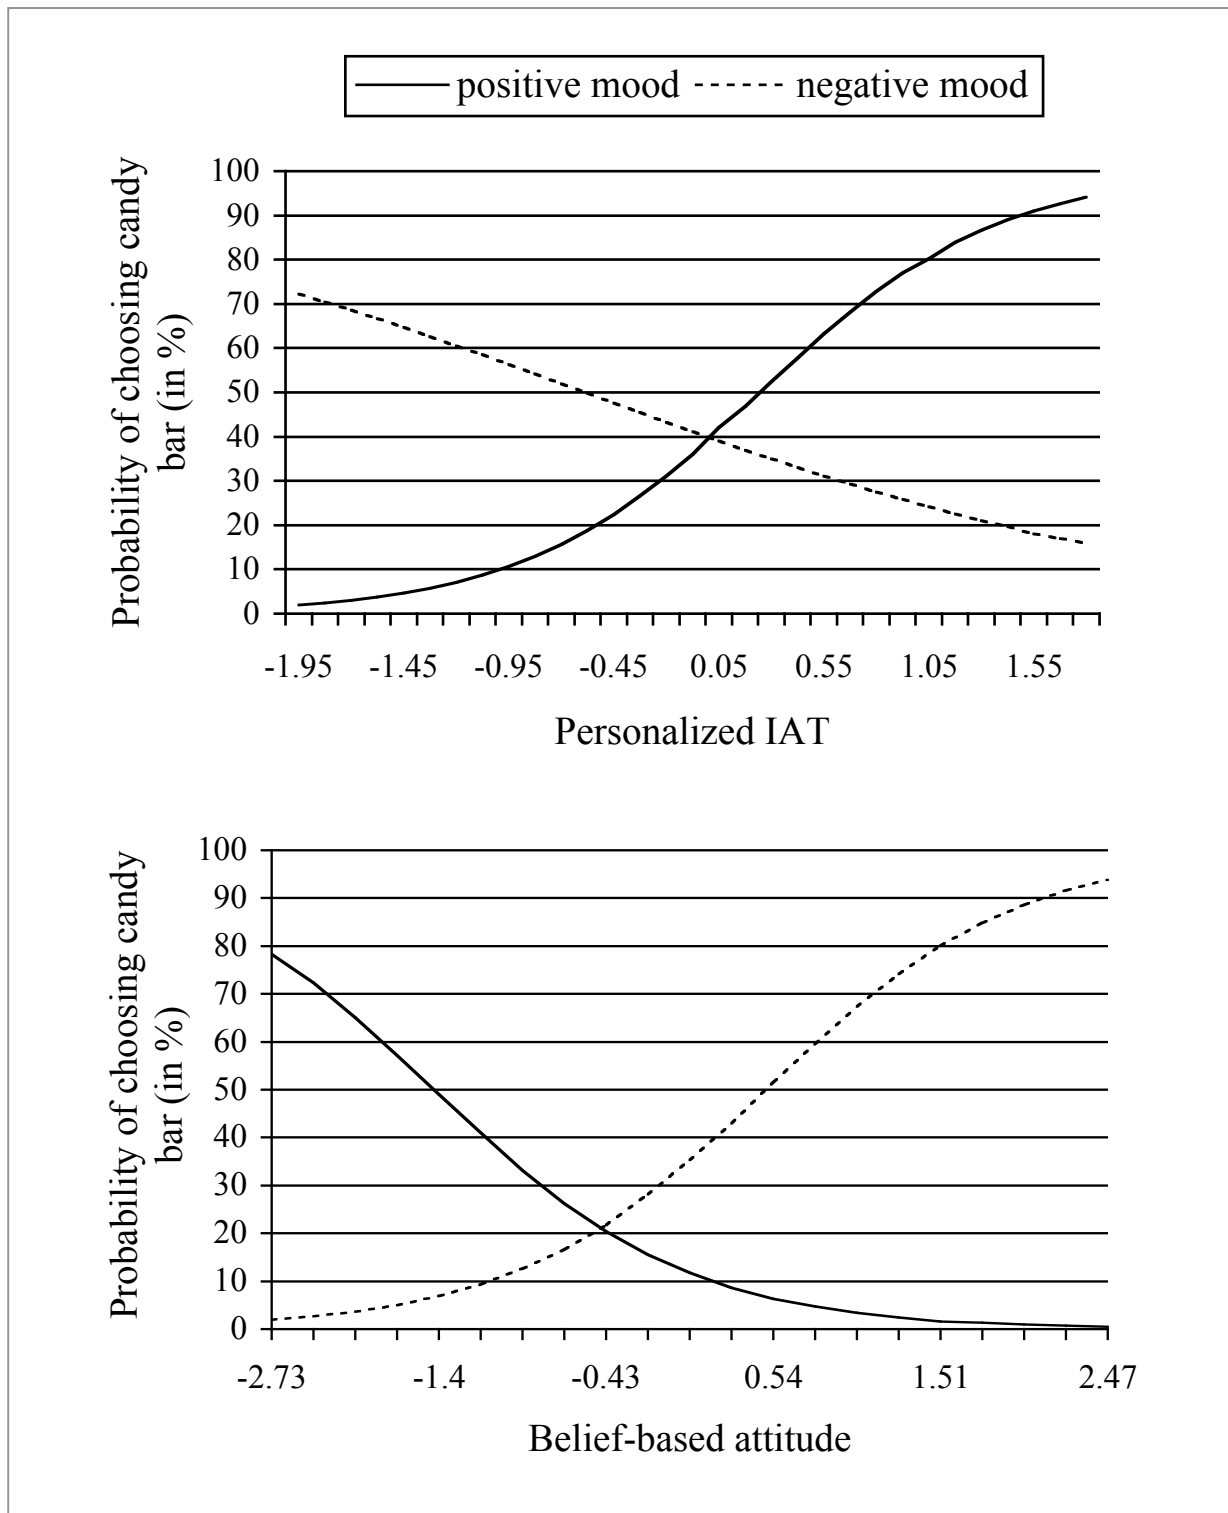 positive mood negative mood
Probability of choosing candy
bar (in %)
100
90
80
70
60
50
40
30
20
10
0
-1.95 -1.45 -0.95 -0.45 0.05 0.55 1.05 1.55
Personalized IAT
Probability of choosing candy
bar (in %)
100
90
80
70
60
50
40
30
20
10
0
-2.73 -1.4 -0.43 0.54 1.51 2.47
Belief-based attitude